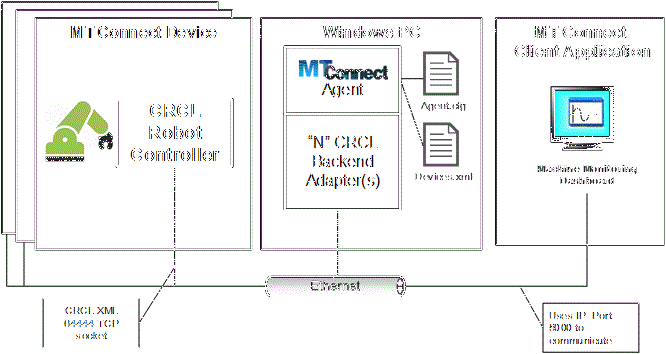 MTConnect Device
CRCL
Robot
Controller
Windows PC
MTConnect
Agent
"N" CRCL
Backend
Adapter(s)
Agent.cfg
Devices.xml
MTConnect
Client Application
Machine Monitoring
Dashboard
Ethernet
CRCL XML
64444 TCP
socket
Uses IP Port
5000 to
communicate